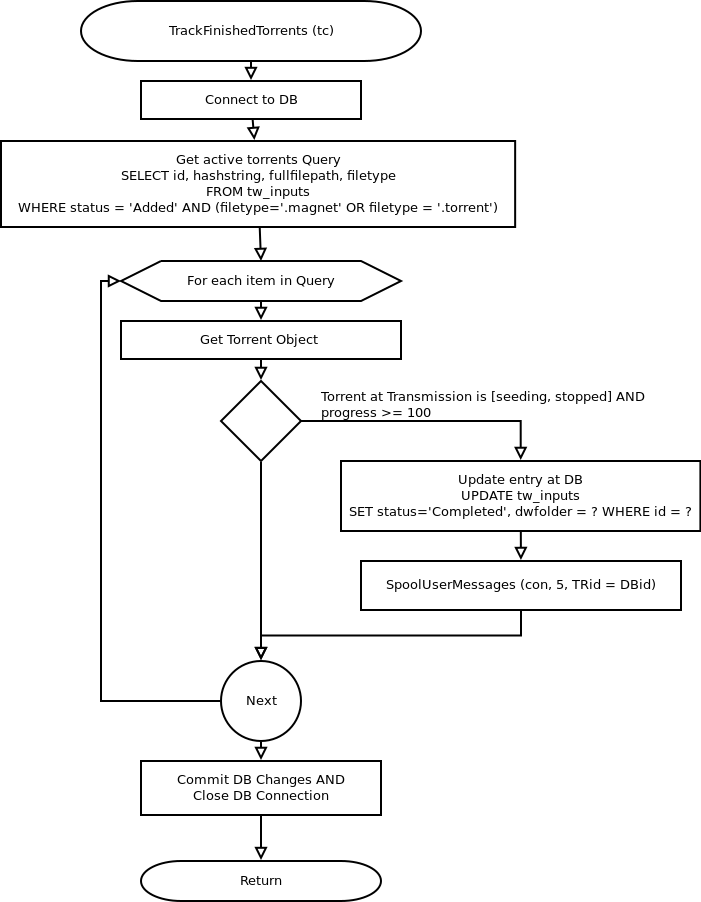 TrackFinishedTorrents (tc)
Connect to DB
Get active torrents Query
SELECT id, hashstring, fullfilepath, filetype
FROM tw_inputs
WHERE status = 'Added' AND (filetype='.magnet' OR filetype = '.torrent')
For each item in Query
Get Torrent Object
Torrent at Transmission is [seeding, stopped] AND
progress >= 100
Update entry at DB
UPDATE tw_inputs
SET status='Completed', dwfolder = ? WHERE id = ?
SpoolUserMessages (con, 5, TRid = DBid)
Next
Commit DB Changes AND
Close DB Connection
Return